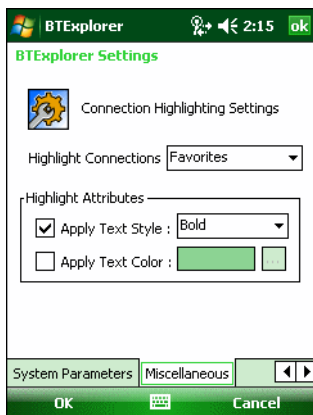 BTExplorer 2:15 ok
BTExplorer Settings
Connection Highlighting Settings
Highlight Connections Favorites
Highlight Attributes
Apply Text Style : Bold
Apply Text Color : ...
System Parameters Miscellaneous
OK Cancel